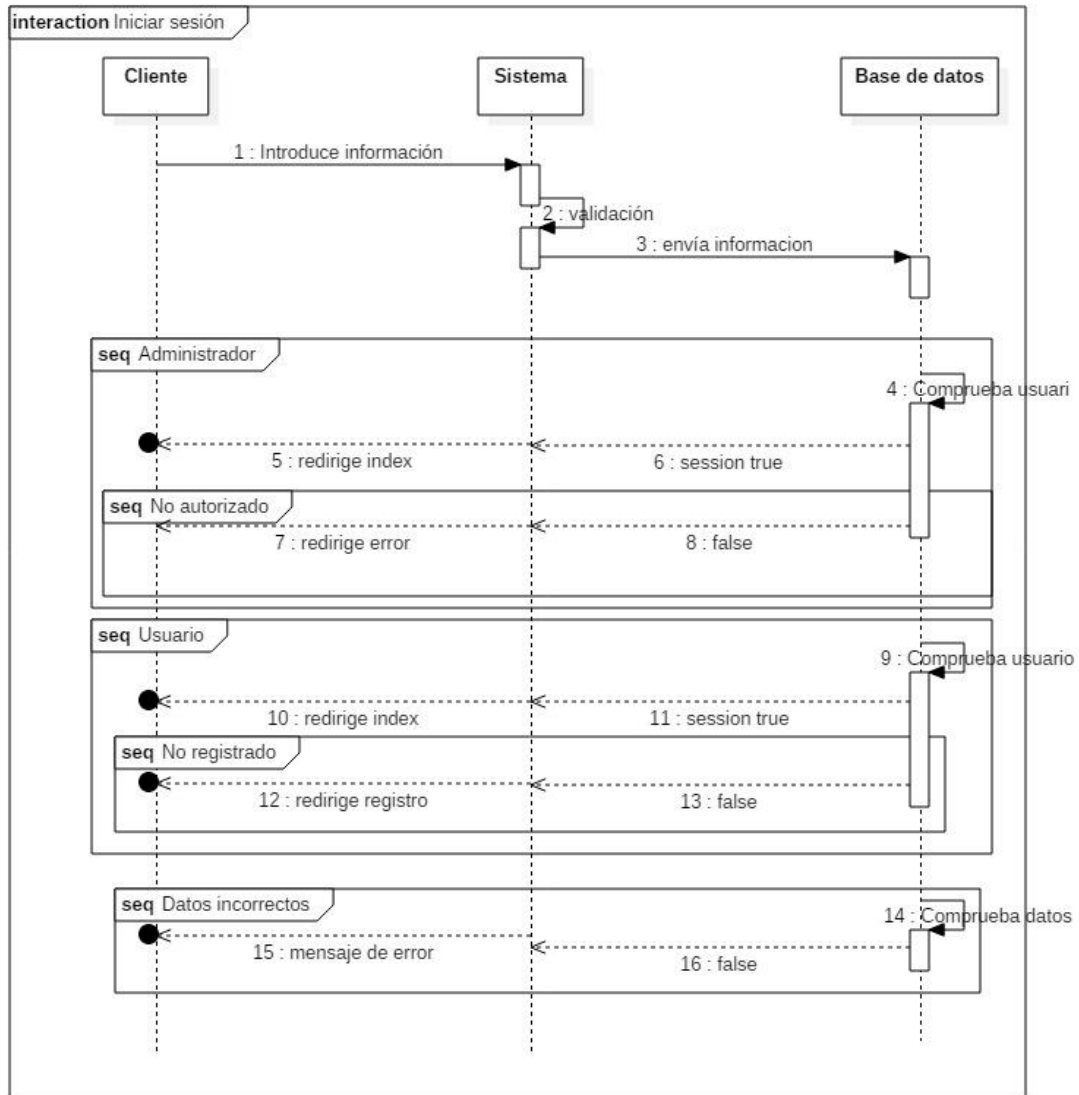 interaction Iniciar sesión
Cliente
Sistema
Base de datos
1 : Introduce información
2 : validación
3 : envía informacion
seq Administrador
4 : Comprueba usuari
5 : redirige index
6 : session true
seq No autorizado
7 : redirige error
8 : false
seq Usuario
9 : Comprueba usuario
10 : redirige index
11 : session true
seq No registrado
12 : redirige registro
13 : false
seq Datos incorrectos
14 : Comprueba datos
15 : mensaje de error
16 : false